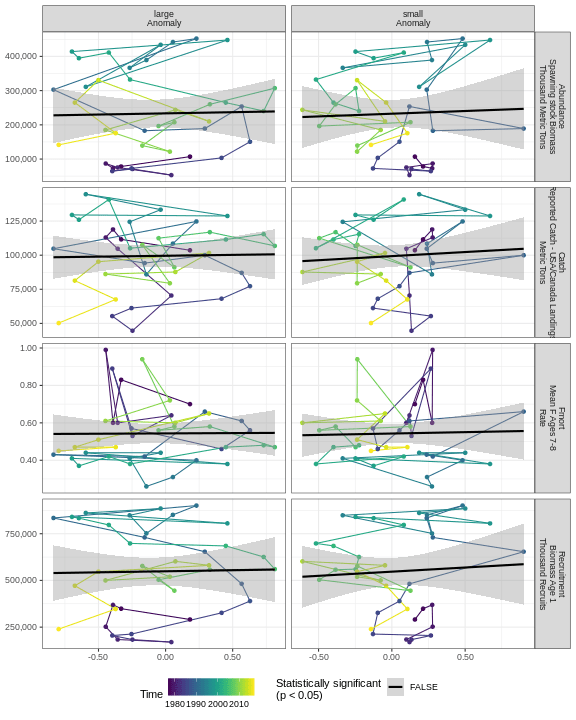 large
Anomaly
small
Anomaly
400,000
300,000
200,000
100,000
Abundance
Spawning stock Biomass
Thousand Metric Tons
125,000
100,000
75,000
50,000
Catch
Reported Catch - USA/Canada Landings
Metric Tons
1.00
0.80
0.60
0.40
Fmort
Mean F Ages 7-8
Rate
750,000
500,000
250,000
Recruitment
Biomass Age 1
Thousand Recruits
-0.50 0.00 0.50 -0.50 0.00 0.50
Time
1980 1990 2000 2010
Statistically significant
(p < 0.05)
FALSE